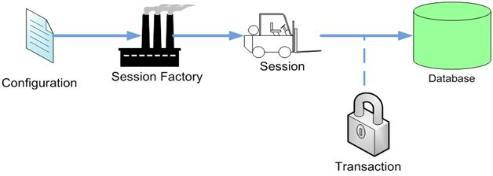 Configuration
Session Factory
Session
Database
Transaction